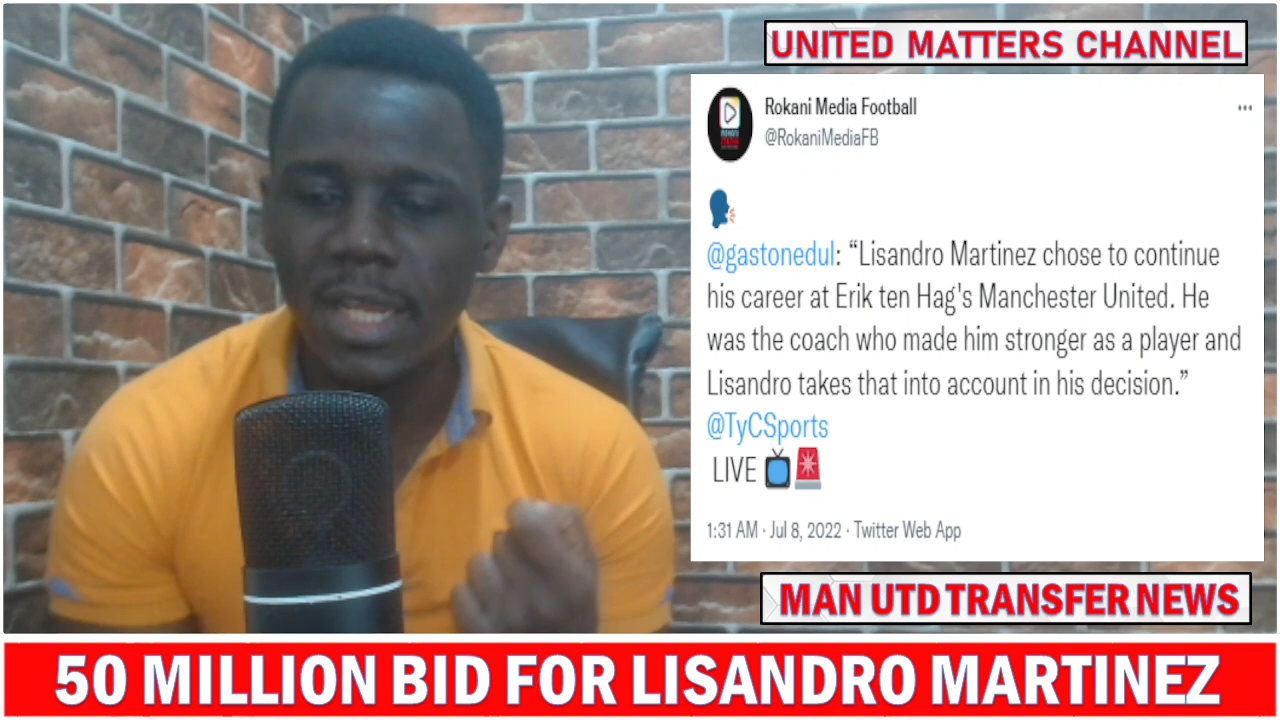 UNITED MATTERS CHANNEL
Rokani Media Football
@RokaniMediaFB
@gastonedul: “Lisandro Martinez chose to continue
his career at Erik ten Hag's Manchester United. He
was the coach who made him stronger as a player and
Lisandro takes that into account in his decision.”
@TyCSports
LIVE
1:31 AM · Jul 8, 2022 · Twitter Web App
MAN UTD TRANSFER NEWS
50 MILLION BID FOR LISANDRO MARTINEZ